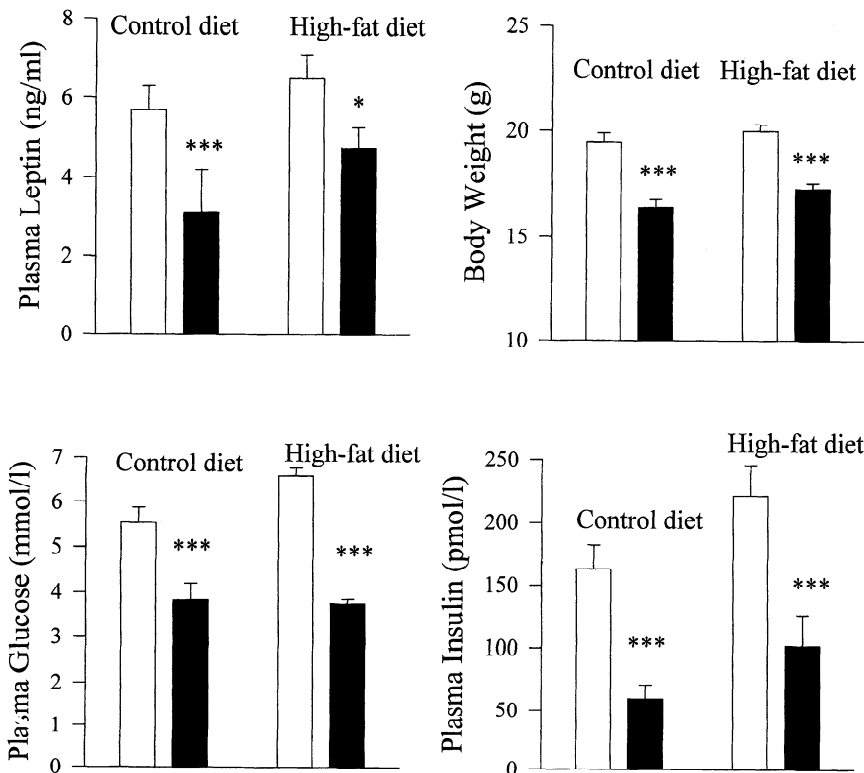 Plasma Leptin (ng/ml)
8
6
4
2
0
Control diet
High-fat diet
***
*
Body Weight (g)
25
20
15
10
Control diet
High-fat diet
***
***
Plasma Glucose (mmol/l)
7
6
5
4
3
2
1
0
Control diet
High-fat diet
***
***
Plasma Insulin (pmol/l)
250
200
150
100
50
0
Control diet
High-fat diet
***
***